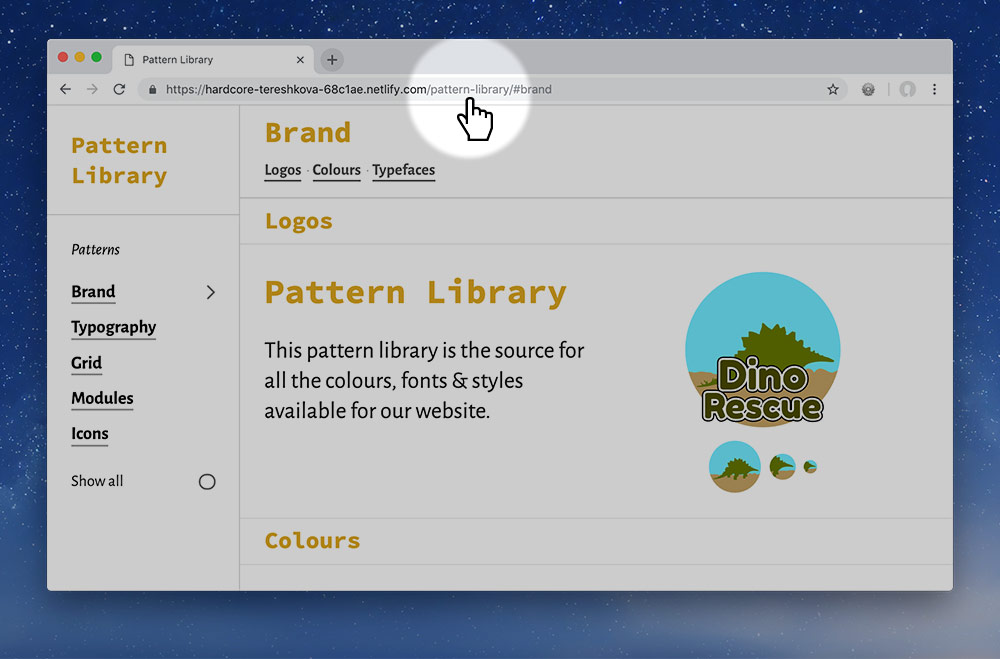 Pattern Library
https://hardcore-tereshkova-68c1ae.netlify.com/pattern-library/#brand
Pattern
Library
Patterns
Brand
Typography
Grid
Modules
Icons
Show all
Brand
Logos · Colours · Typefaces
Logos
Pattern Library
This pattern library is the source for
all the colours, fonts & styles
available for our website.
Dino
Rescue
Colours